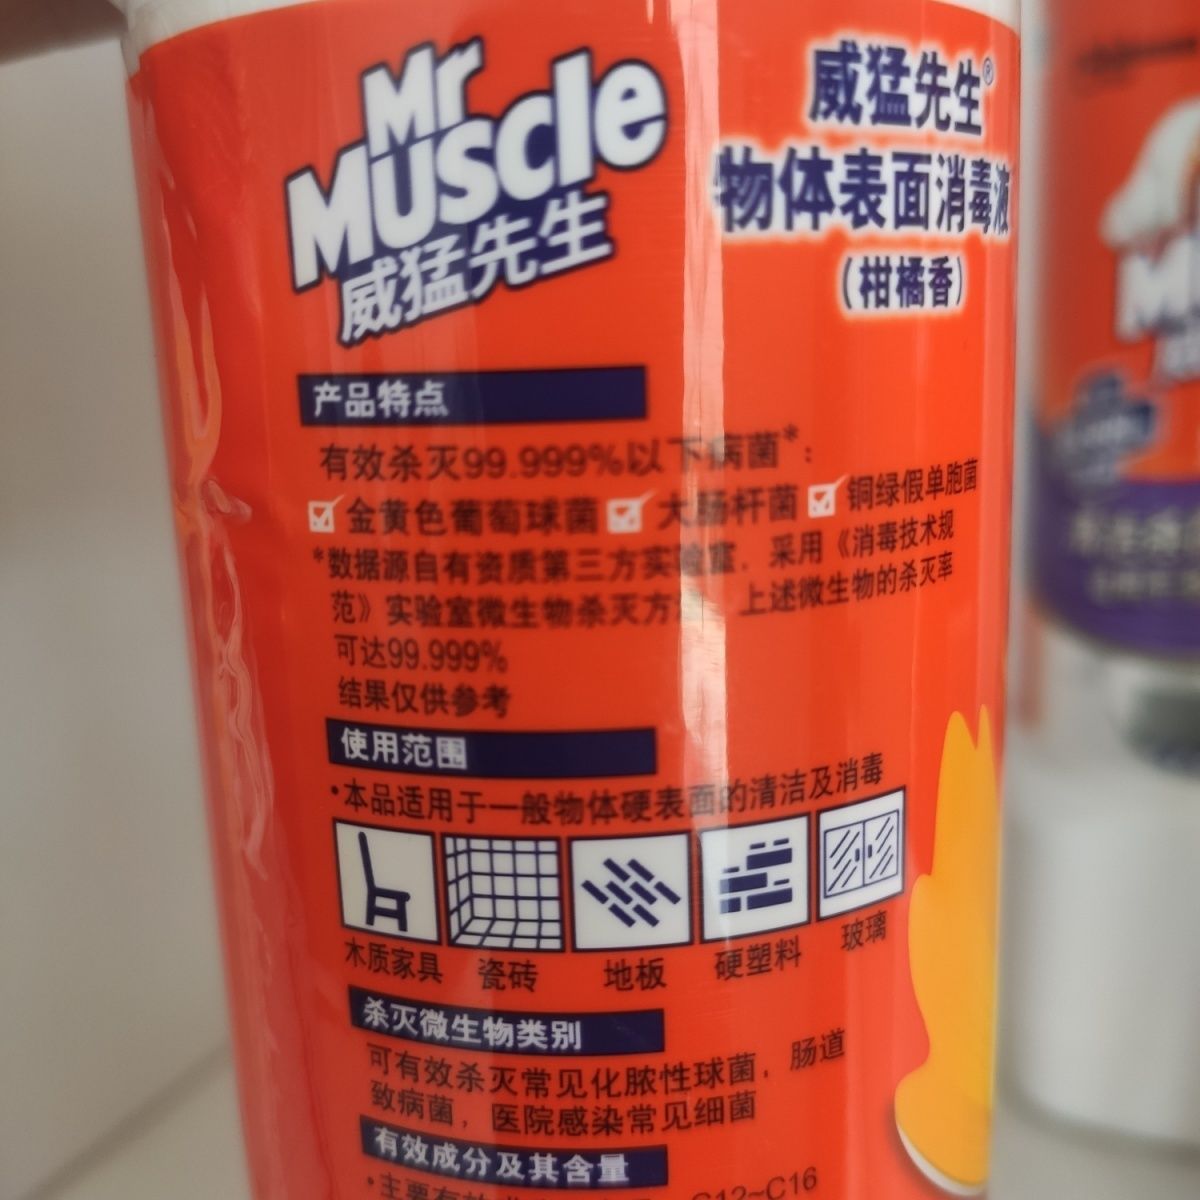 Mr
Muscle
威猛先生
威猛先生®
物体表面消毒液
(柑橘香)
产品特点
有效杀灭99.999%以下病菌*:
金黄色葡萄球菌 大肠杆菌 铜绿假单胞菌
*数据源自有资质第三方实验室，采用《消毒技术规
范》实验室微生物杀灭方 上述微生物的杀灭率
可达99.999%
结果仅供参考
使用范围
•本品适用于一般物体硬表面的清洁及消毒
木质家具 瓷砖 地板 硬塑料 玻璃
杀灭微生物类别
可有效杀灭常见化脓性球菌，肠道
致病菌，医院感染常见细菌
有效成分及其含量
•主要有效 C12~C16